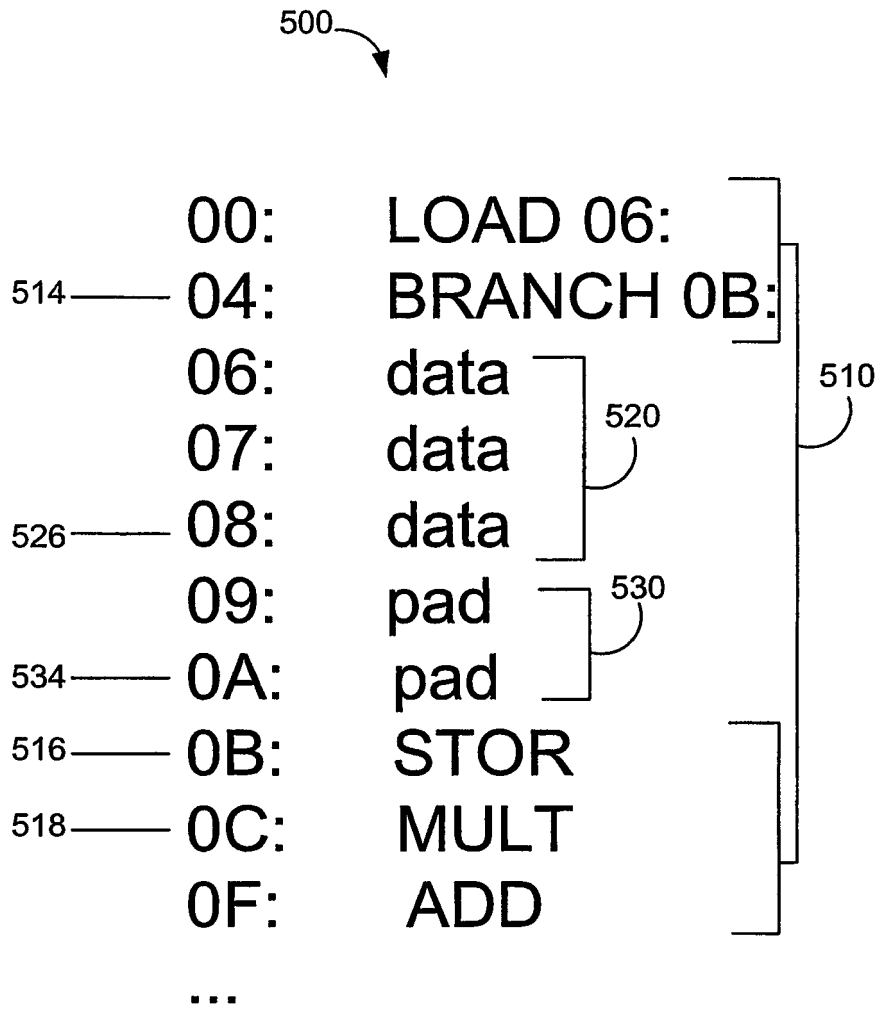 500
00: LOAD 06:
514 04: BRANCH 0B:
06: data 510
520
07: data
526 08: data
09: pad 530
534 0A: pad
516 0B: STOR
518 0C: MULT
0F: ADD
...